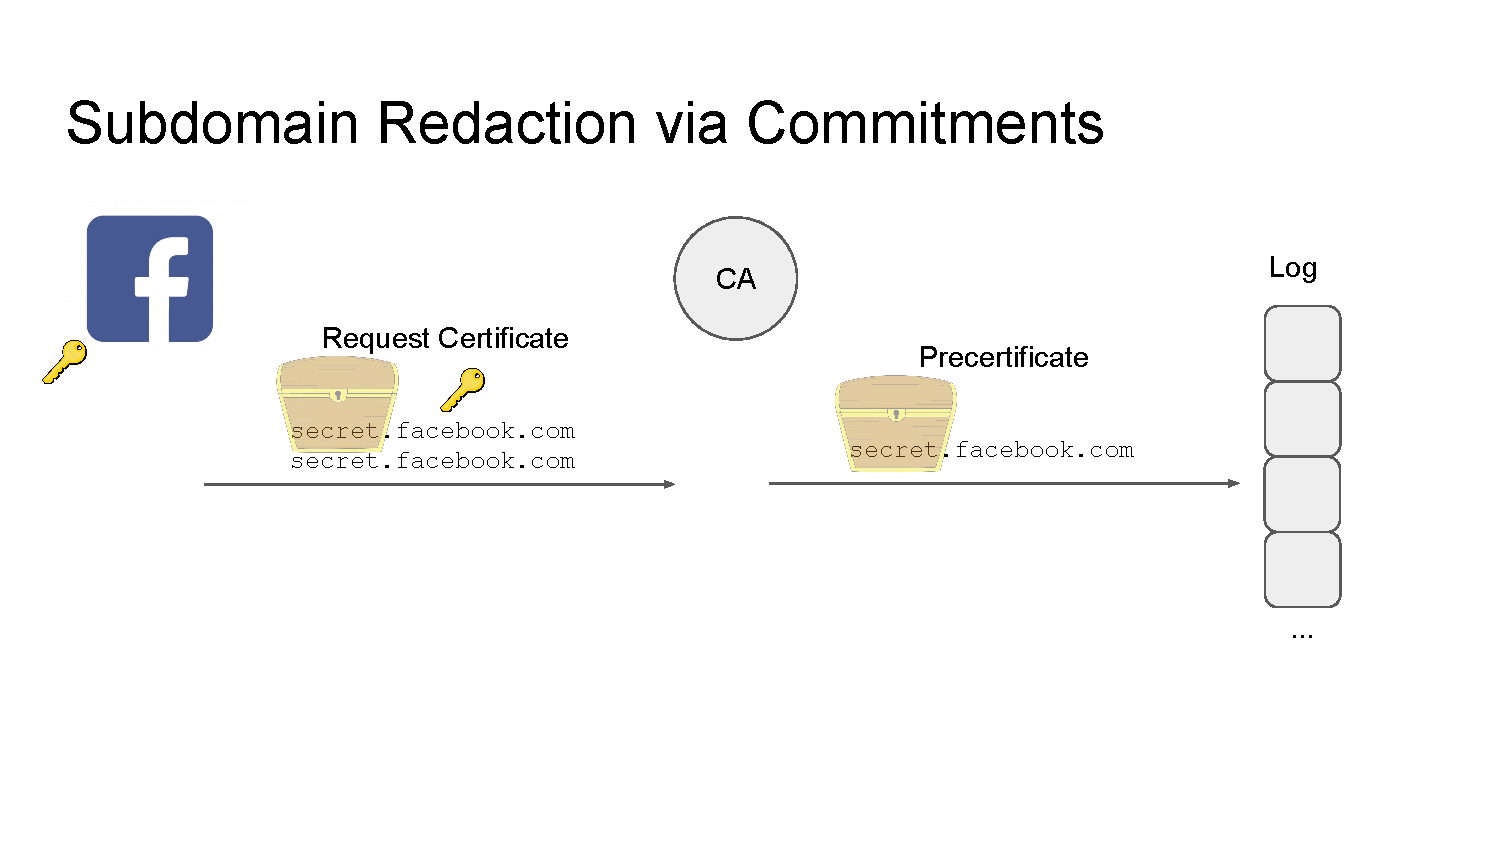 Subdomain Redaction via Commitments
CA
Log
Request Certificate
secret.facebook.com
secret.facebook.com
Precertificate
secret.facebook.com
...